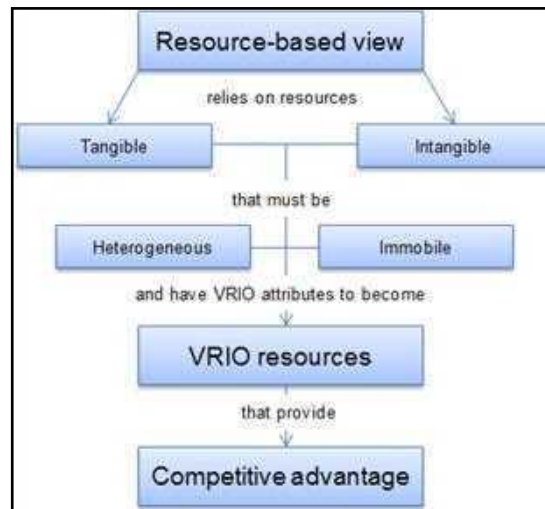 Resource-based view
relies on resources
Tangible
Intangible
that must be
Heterogeneous
Immobile
and have VRIO attributes to become
VRIO resources
that provide
Competitive advantage